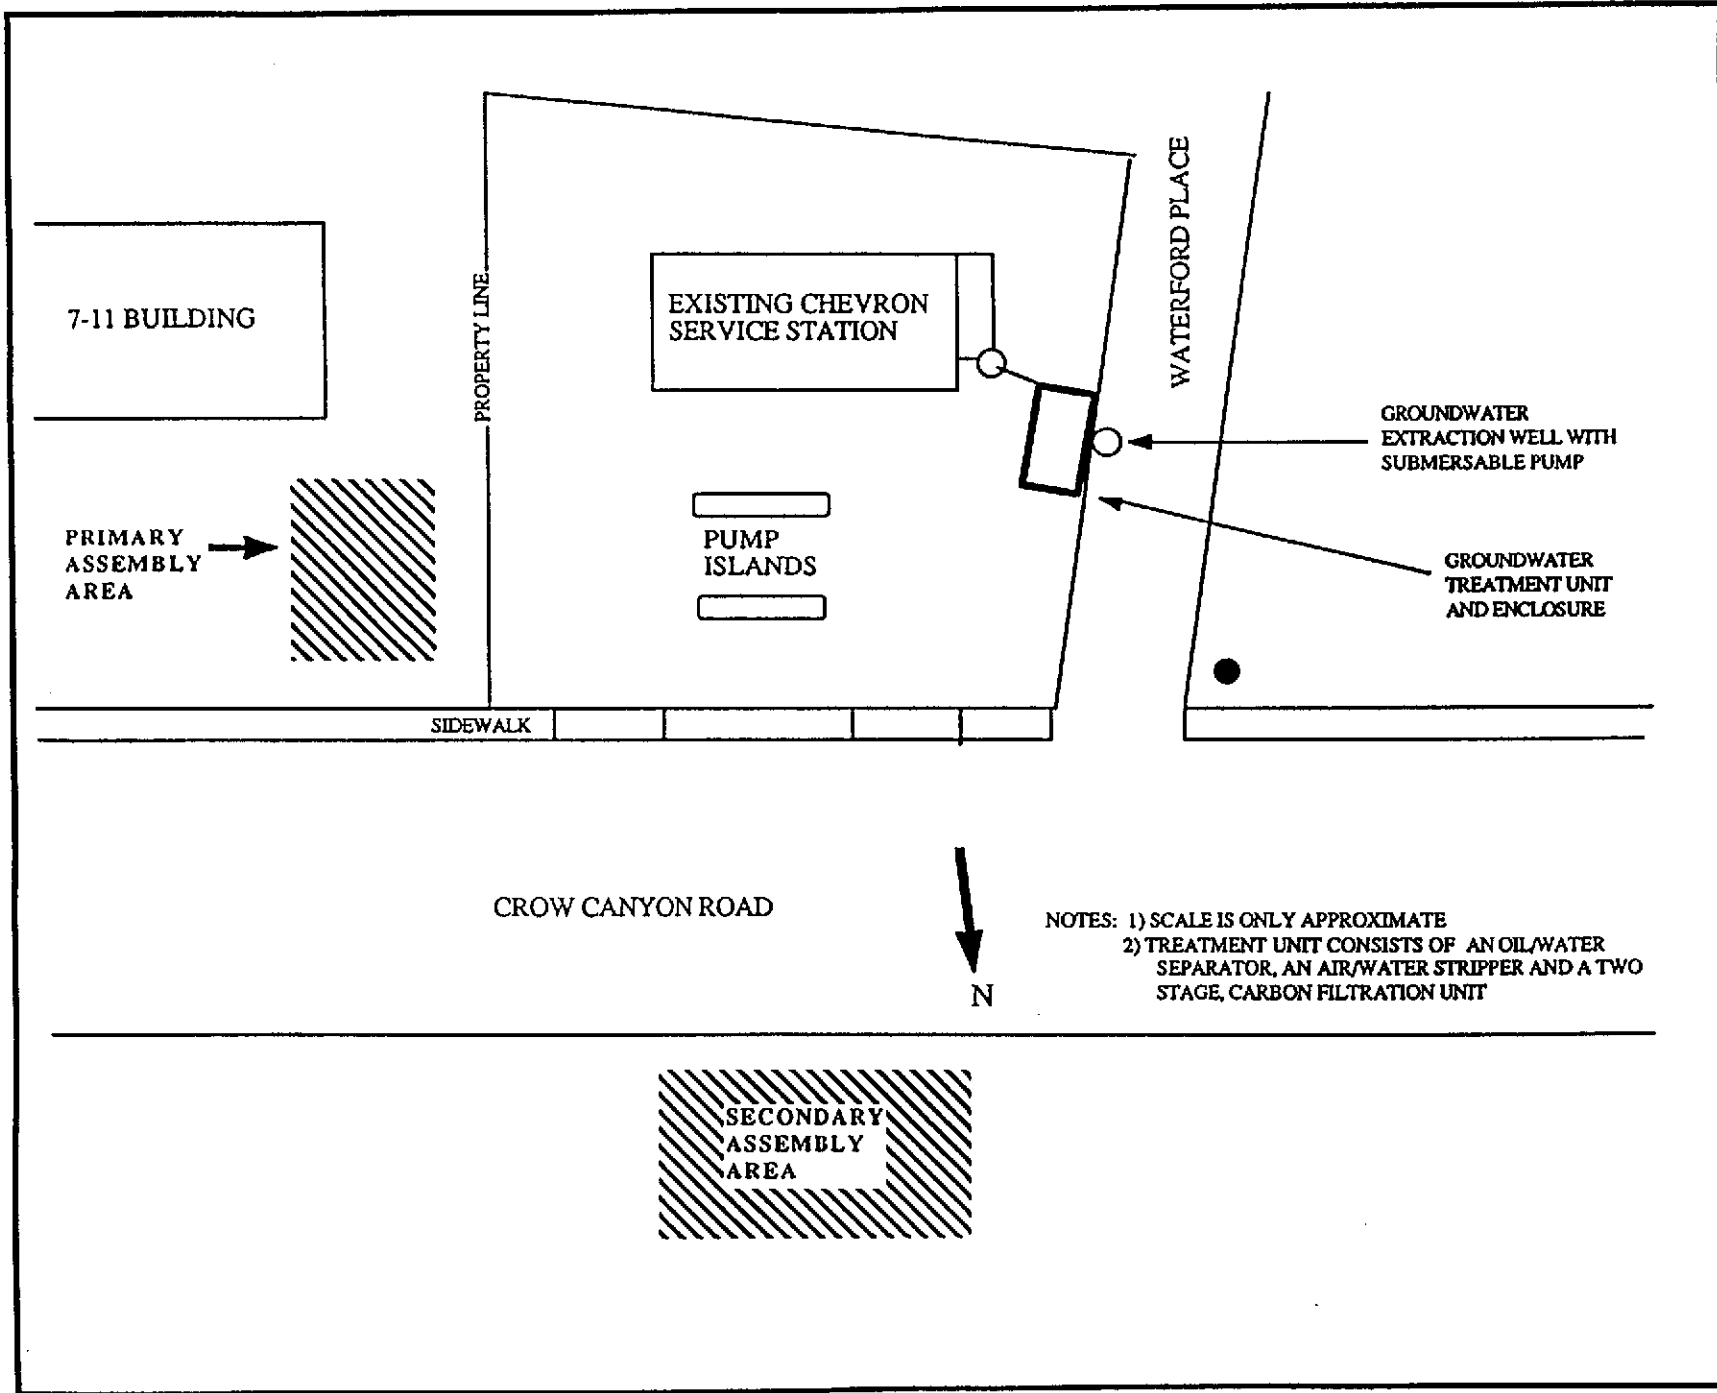 WATERFORD PLACE
7-11 BUILDING
PROPERTY LINE
EXISTING CHEVRON
SERVICE STATION
GROUNDWATER
EXTRACTION WELL WITH
SUBMERSABLE PUMP
PRIMARY
ASSEMBLY
AREA
PUMP
ISLANDS
GROUNDWATER
TREATMENT UNIT
AND ENCLOSURE
SIDEWALK
CROW CANYON ROAD
N
NOTES: 1) SCALE IS ONLY APPROXIMATE
2) TREATMENT UNIT CONSISTS OF AN OIL/WATER
SEPARATOR, AN AIR/WATER STRIPPER AND A TWO
STAGE, CARBON FILTRATION UNIT
SECONDARY
ASSEMBLY
AREA